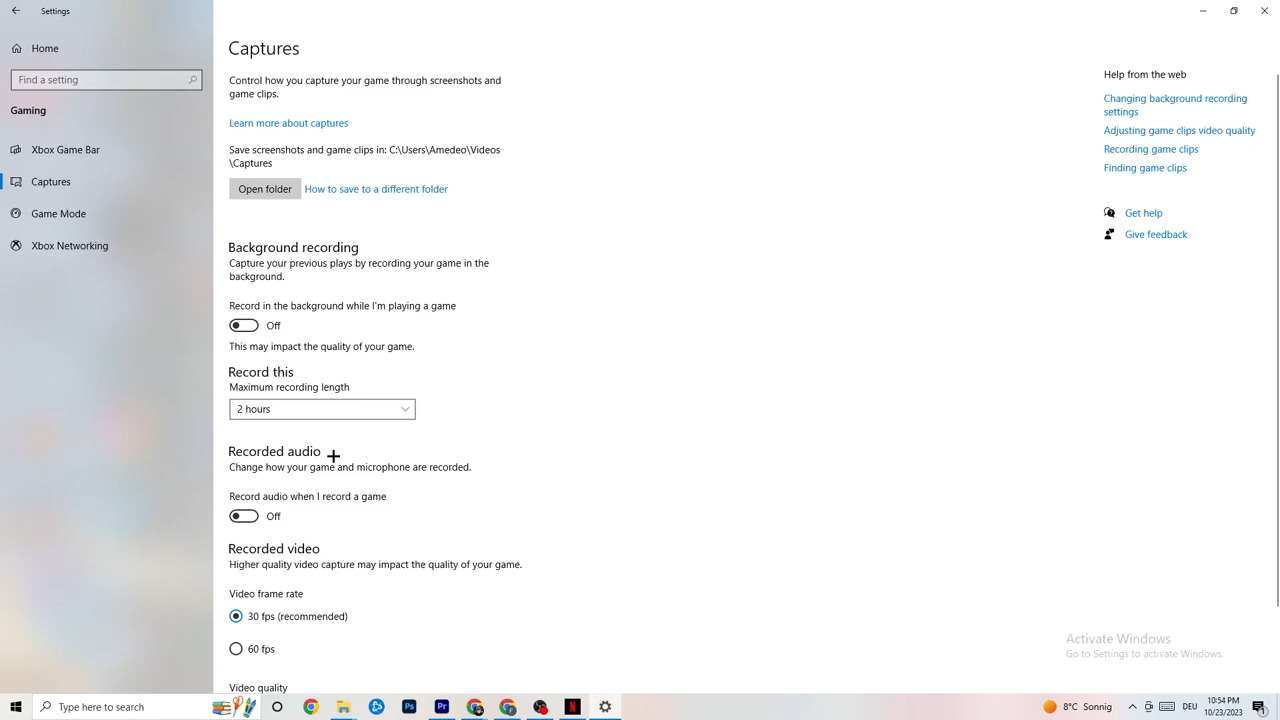 Settings
Home
Find a setting
Gaming
Xbox Game Bar
Captures
Game Mode
Xbox Networking
Captures
Control how you capture your game through screenshots and
game clips.
Learn more about captures
Save screenshots and game clips in: C:\Users\Amedeo\Videos
\Captures
Open folder How to save to a different folder
Background recording
Capture your previous plays by recording your game in the
background.
Record in the background while I'm playing a game
Off
This may impact the quality of your game.
Record this
Maximum recording length
2 hours
Recorded audio
Change how your game and microphone are recorded.
Record audio when I record a game
Off
Recorded video
Higher quality video capture may impact the quality of your game.
Video frame rate
30 fps (recommended)
60 fps
Video quality
Help from the web
Changing background recording
settings
Adjusting game clips video quality
Recording game clips
Finding game clips
Get help
Give feedback
Activate Windows
Go to Settings to activate Windows.
Type here to search
Ps
Pr
N
8°C Sonnig
DEU
10:54 PM
10/23/2023
1